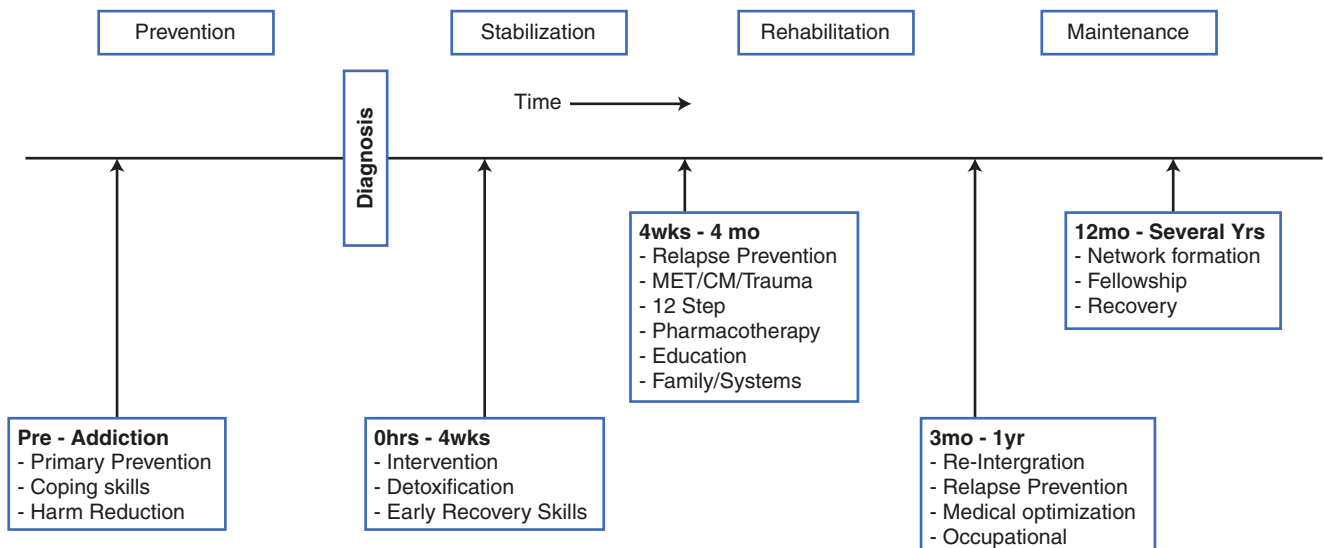 Prevention
Stabilization
Rehabilitation
Maintenance
Time
Diagnosis
4wks - 4 mo
- Relapse Prevention
- MET/CM/Trauma
- 12 Step
- Pharmacotherapy
- Education
- Family/Systems
12mo - Several Yrs
- Network formation
- Fellowship
- Recovery
Pre - Addiction
- Primary Prevention
- Coping skills
- Harm Reduction
0hrs - 4wks
- Intervention
- Detoxification
- Early Recovery Skills
3mo - 1yr
- Re-Intergration
- Relapse Prevention
- Medical optimization
- Occupational